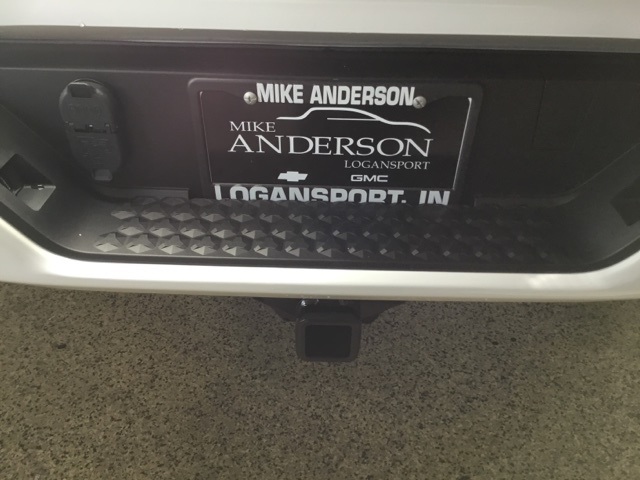 MIKE ANDERSON
MIKE
ANDERSON
LOGANSPORT
GMC
LOGANSPORT, IN